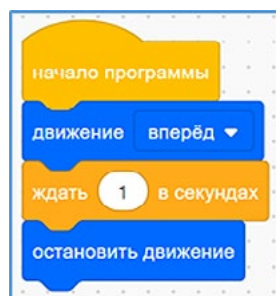 начало программы
движение вперёд
ждать 1 в секундах
остановить движение